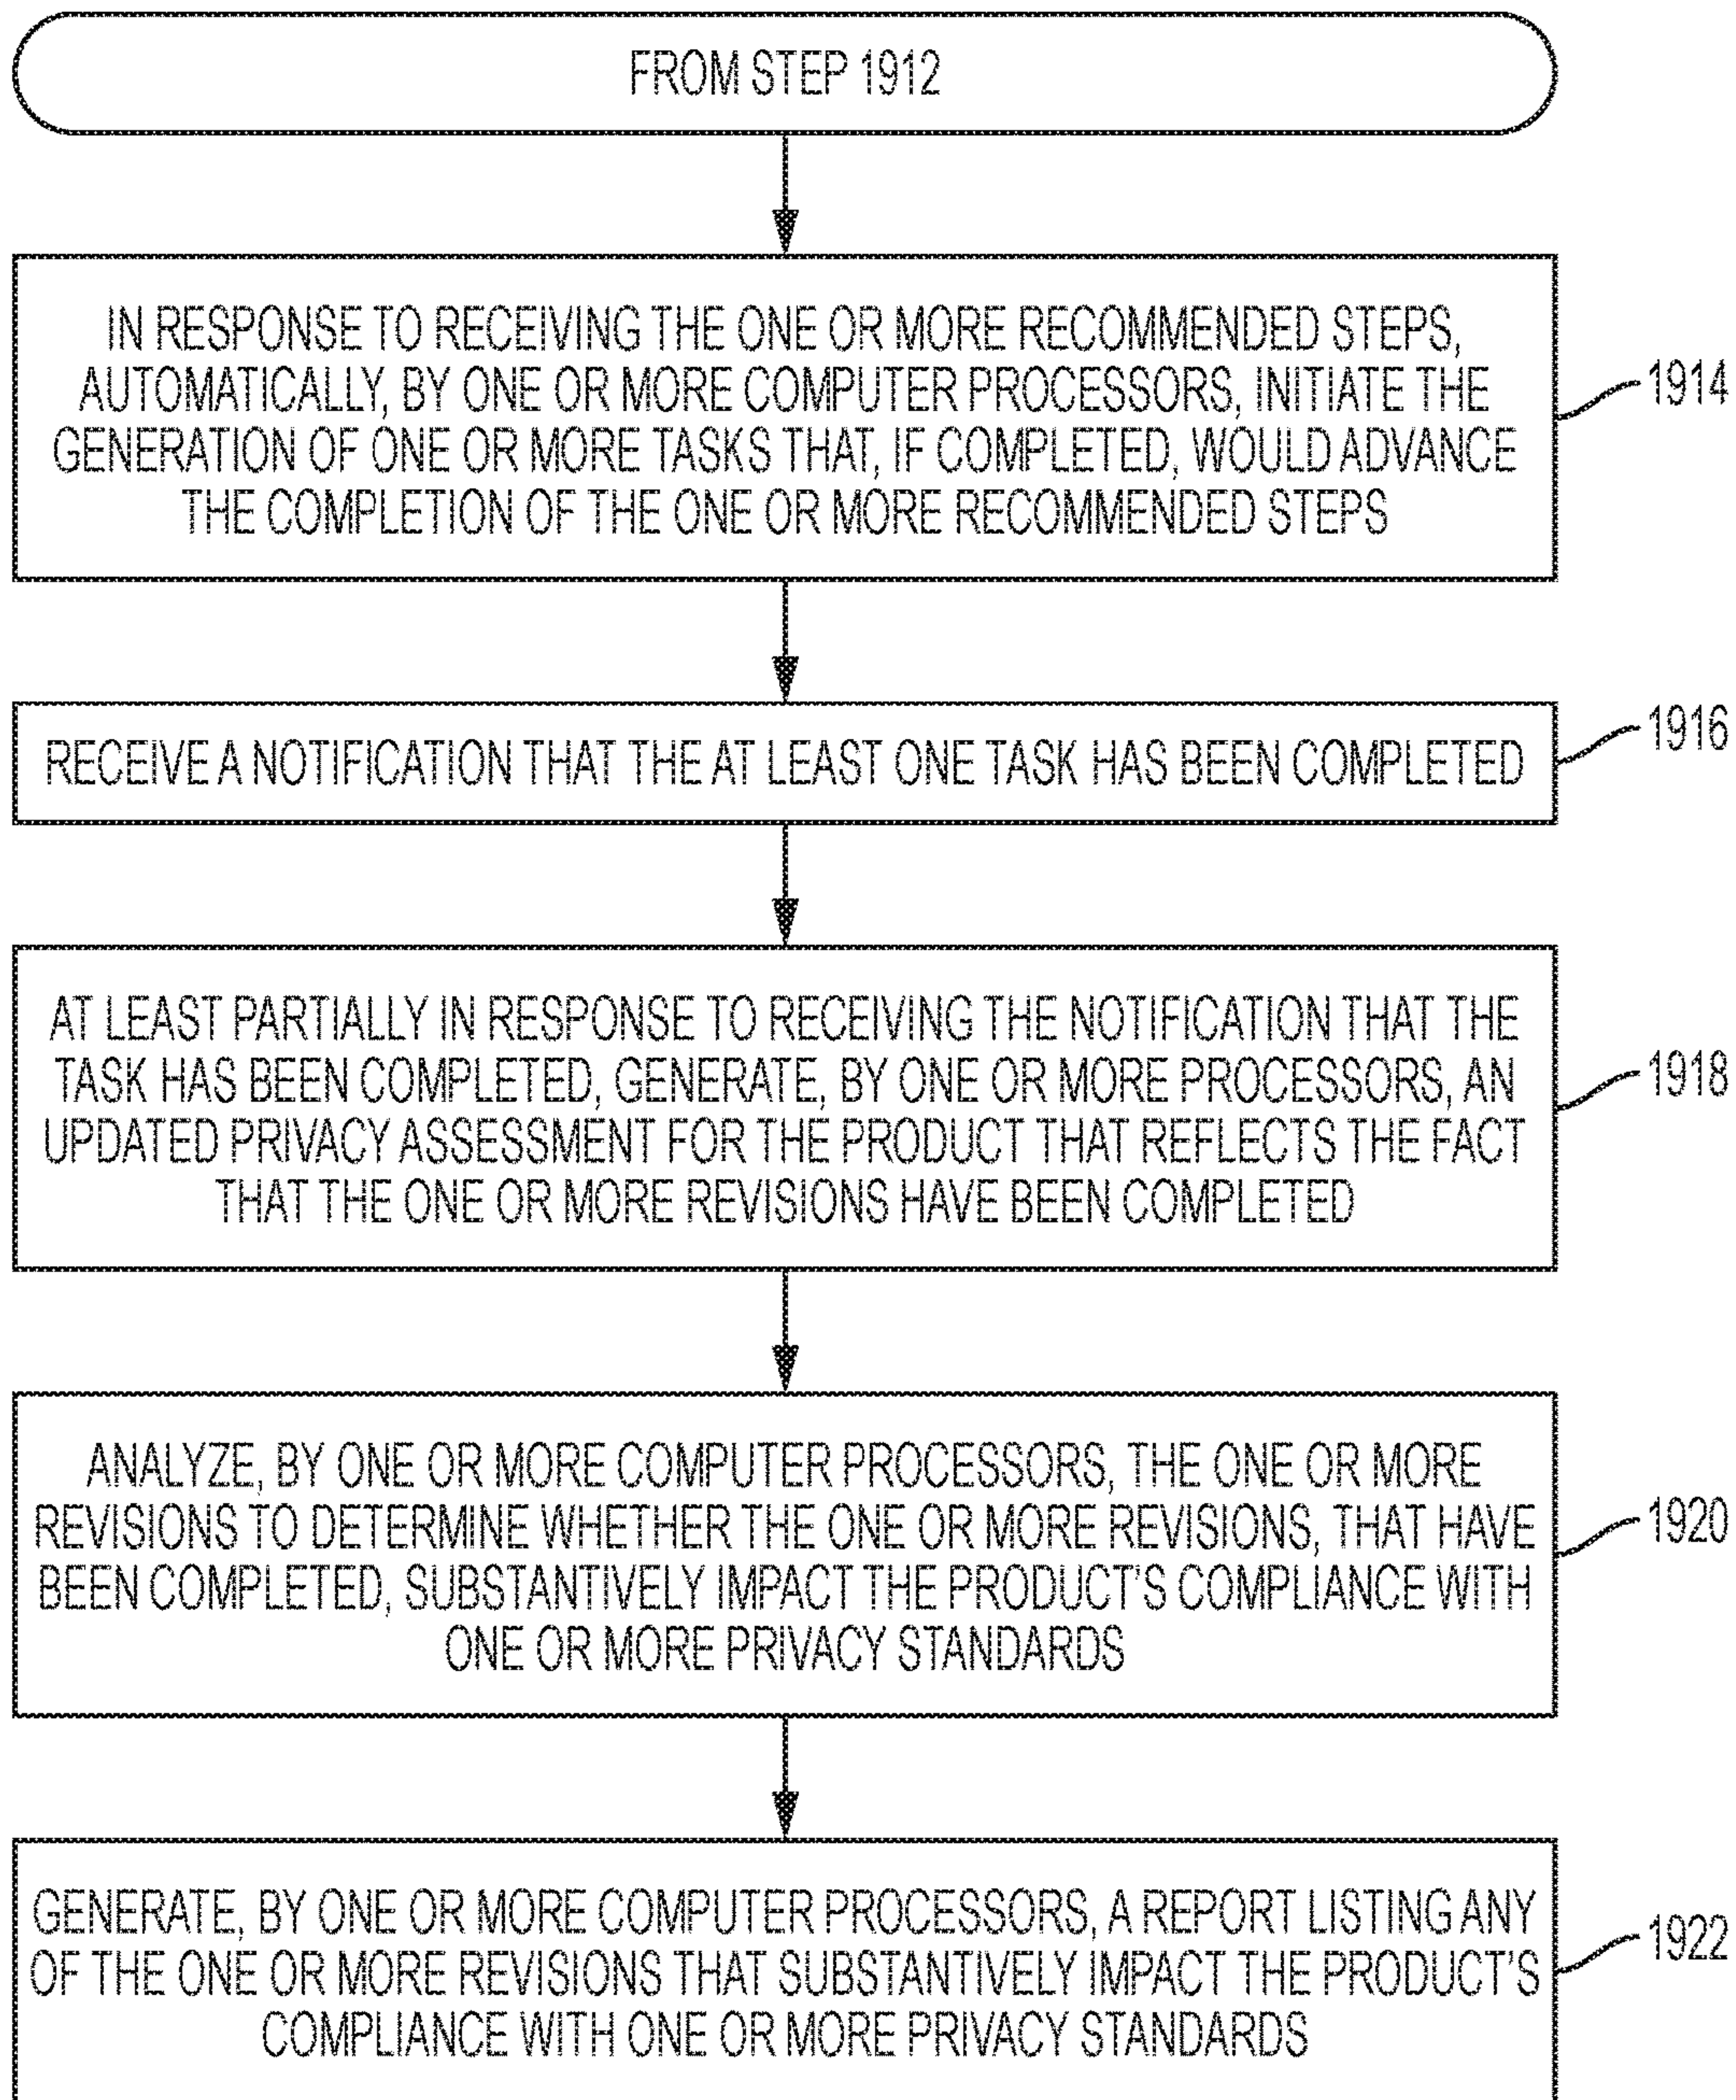 FROM STEP 1912
IN RESPONSE TO RECEIVING THE ONE OR MORE RECOMMENDED STEPS,
AUTOMATICALLY, BY ONE OR MORE COMPUTER PROCESSORS, INITIATE THE
GENERATION OF ONE OR MORE TASKS THAT, IF COMPLETED, WOULD ADVANCE
THE COMPLETION OF THE ONE OR MORE RECOMMENDED STEPS
1914
RECEIVE A NOTIFICATION THAT THE AT LEAST ONE TASK HAS BEEN COMPLETED
1916
AT LEAST PARTIALLY IN RESPONSE TO RECEIVING THE NOTIFICATION THAT THE
TASK HAS BEEN COMPLETED, GENERATE, BY ONE OR MORE PROCESSORS, AN
UPDATED PRIVACY ASSESSMENT FOR THE PRODUCT THAT REFLECTS THE FACT
THAT THE ONE OR MORE REVISIONS HAVE BEEN COMPLETED
1918
ANALYZE, BY ONE OR MORE COMPUTER PROCESSORS, THE ONE OR MORE
REVISIONS TO DETERMINE WHETHER THE ONE OR MORE REVISIONS, THAT HAVE
BEEN COMPLETED, SUBSTANTIVELY IMPACT THE PRODUCT'S COMPLIANCE WITH
ONE OR MORE PRIVACY STANDARDS
1920
GENERATE, BY ONE OR MORE COMPUTER PROCESSORS, A REPORT LISTING ANY
OF THE ONE OR MORE REVISIONS THAT SUBSTANTIVELY IMPACT THE PRODUCT'S
COMPLIANCE WITH ONE OR MORE PRIVACY STANDARDS
1922